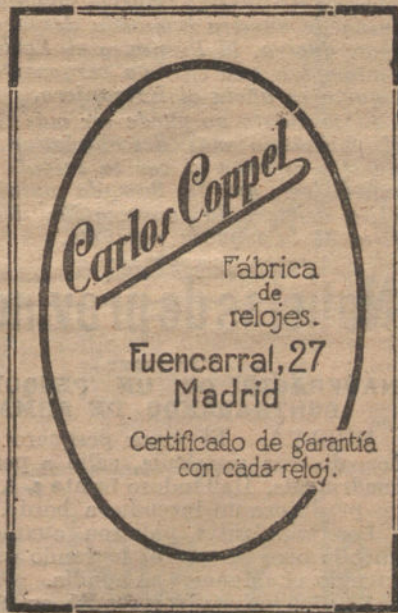 Carlos Coppel
Fábrica
de
relojes.
Fuencarral, 27
Madrid
Certificado de garantía
con cada reloj.